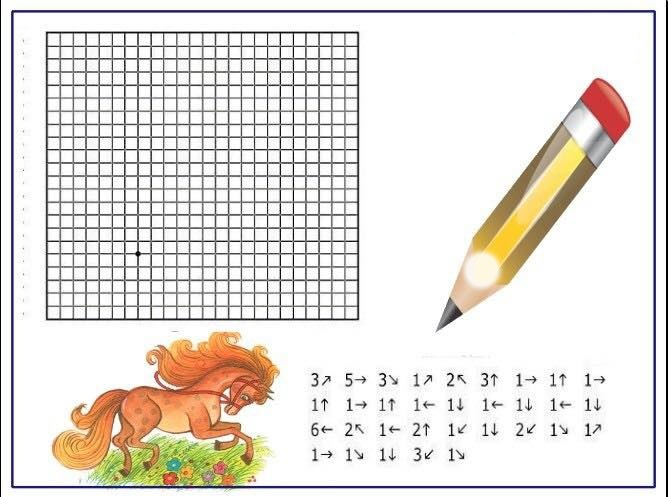 3↗ 5→ 3↘ 1↗ 2↖ 3↑ 1→ 1↑ 1→
1↑ 1→ 1↑ 1← 1↓ 1← 1↓ 1← 1↓
6← 2↖ 1← 2↑ 1↙ 1↓ 2↙ 1↘ 1↗
1→ 1↘ 1↓ 3↙ 1↘